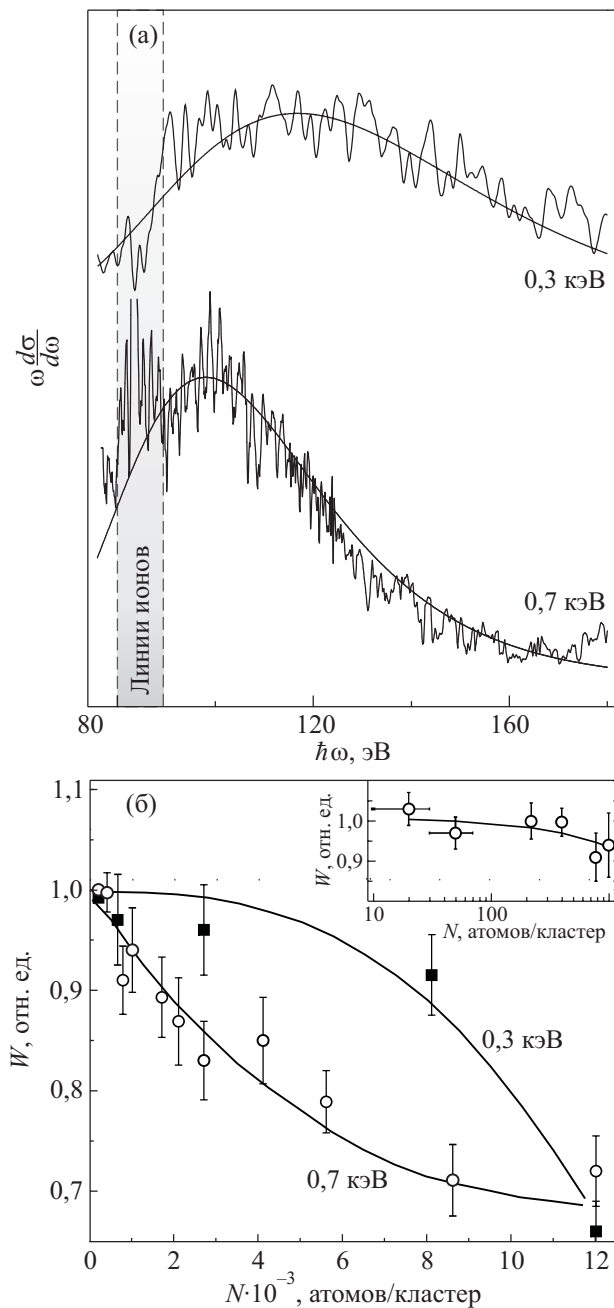 (а)
0,3 кэВ
ω dσ/dω
0,7 кэВ
Линии ионов
80 120 160
ħω, эВ
1,1
(б)
1,0
0,9
W, отн. ед.
10 100 1000
N, атомов/кластер
1,0
0,9
W, отн. ед.
0,8
0,7
0,3 кэВ
0,7 кэВ
0 2 4 6 8 10 12
N·10⁻³, атомов/кластер